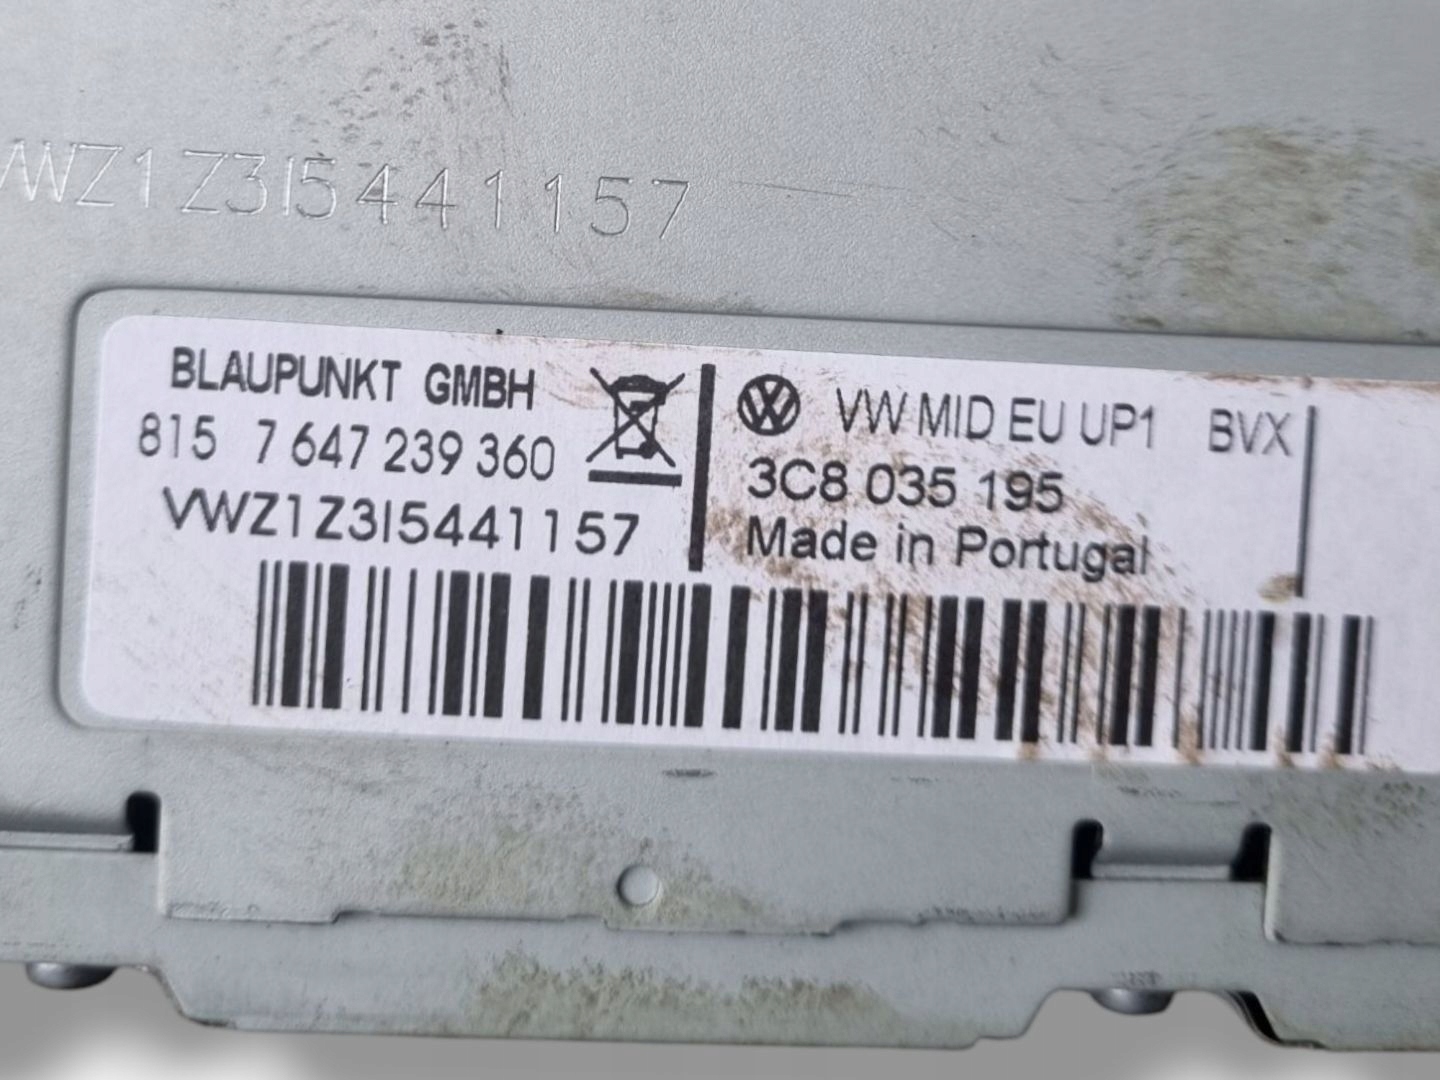 VWZ1Z3I5441157
BLAUPUNKT GMBH
815 7 647 239 360
VWZ1Z3I5441157
VW MID EU UP1 BVX
3C8 035 195
Made in Portugal